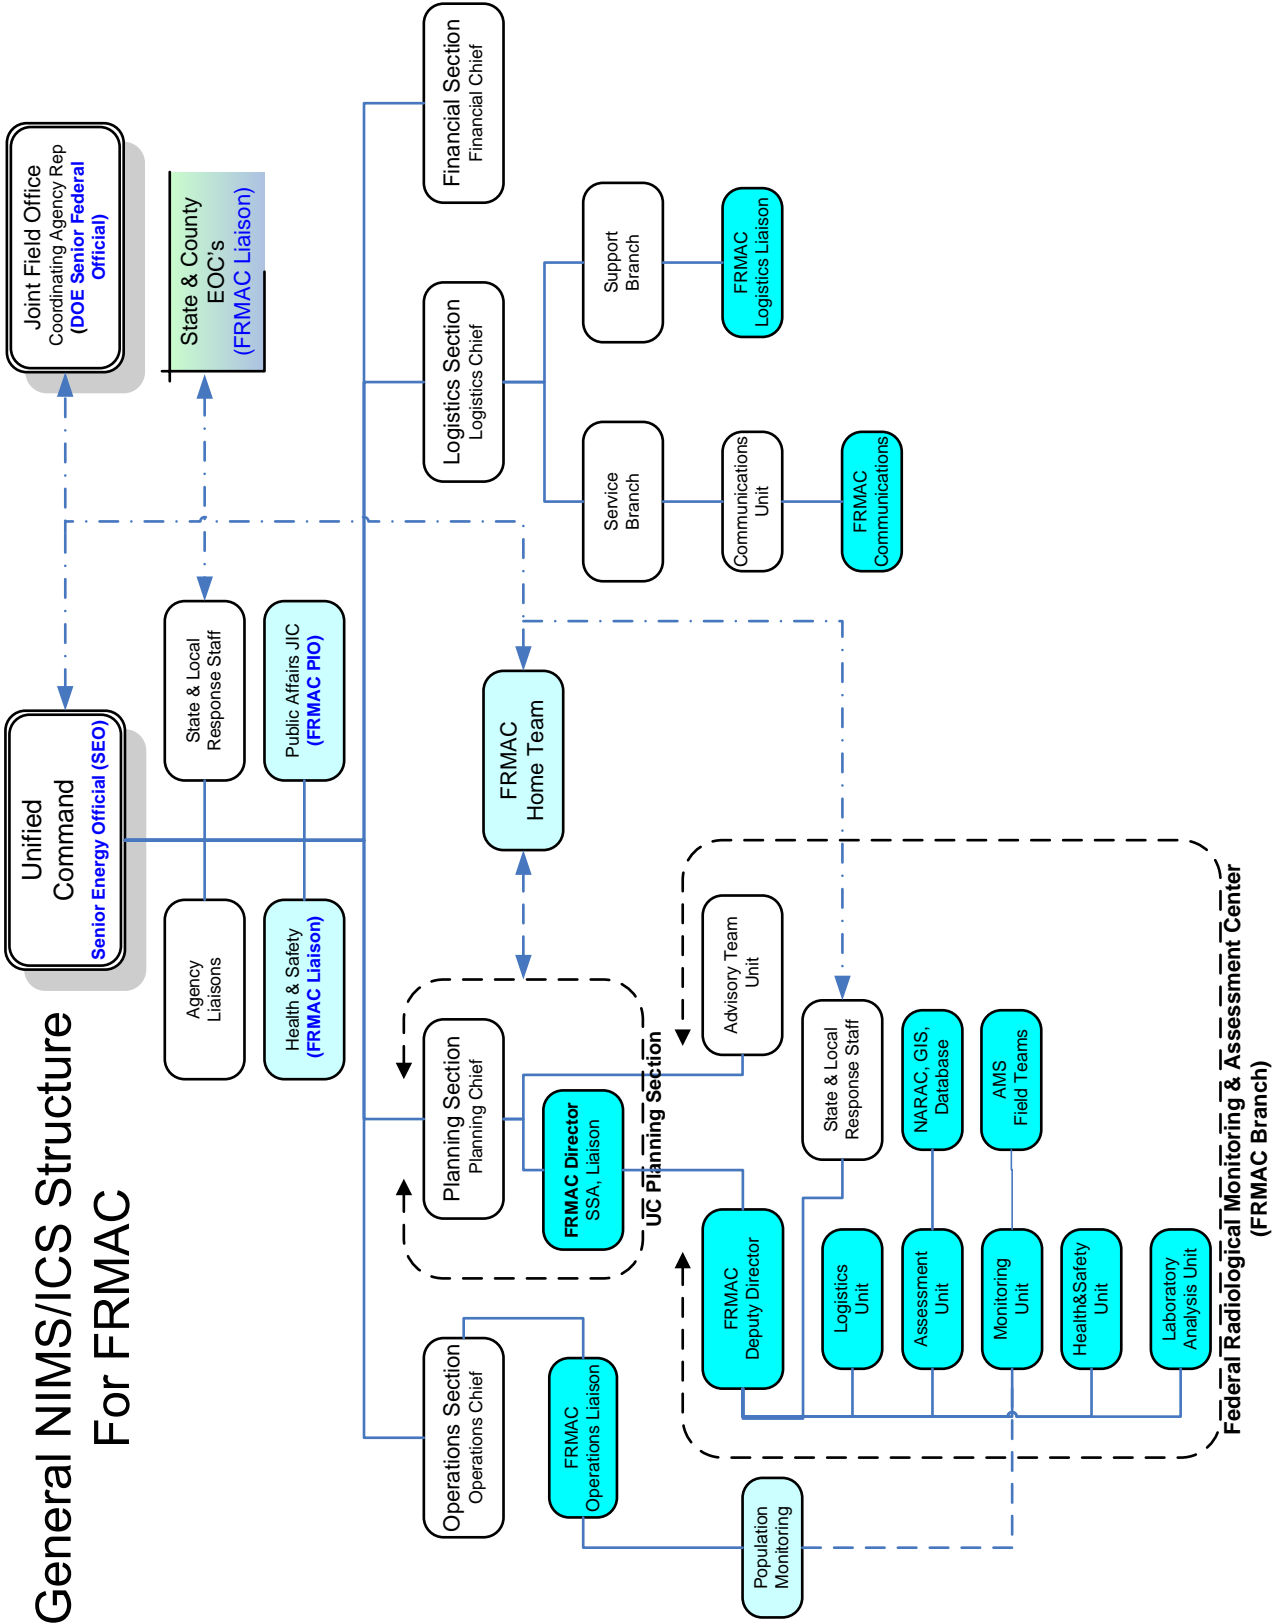 General NIMS/ICS Structure
For FRMAC
Unified
Command
Senior Energy Official (SEO)
Joint Field Office
Coordinating Agency Rep
(DOE Senior Federal
Official)
Agency
Liaisons
State & Local
Response Staff
State & County
EOC's
(FRMAC Liaison)
Health & Safety
(FRMAC Liaison)
Public Affairs JIC
(FRMAC PIO)
Operations Section
Operations Chief
Planning Section
Planning Chief
Logistics Section
Logistics Chief
Financial Section
Financial Chief
FRMAC
Home Team
FRMAC
Operations Liaison
FRMAC Director
SSA, Liaison
UC Planning Section
Service
Branch
Support
Branch
FRMAC
Deputy Director
Advisory Team
Unit
Communications
Unit
FRMAC
Logistics Liaison
Population
Monitoring
Logistics
Unit
State & Local
Response Staff
FRMAC
Communications
Assessment
Unit
NARAC, GIS,
Database
Monitoring
Unit
AMS
Field Teams
Health&Safety
Unit
Laboratory
Analysis Unit
Federal Radiological Monitoring & Assessment Center
(FRMAC Branch)